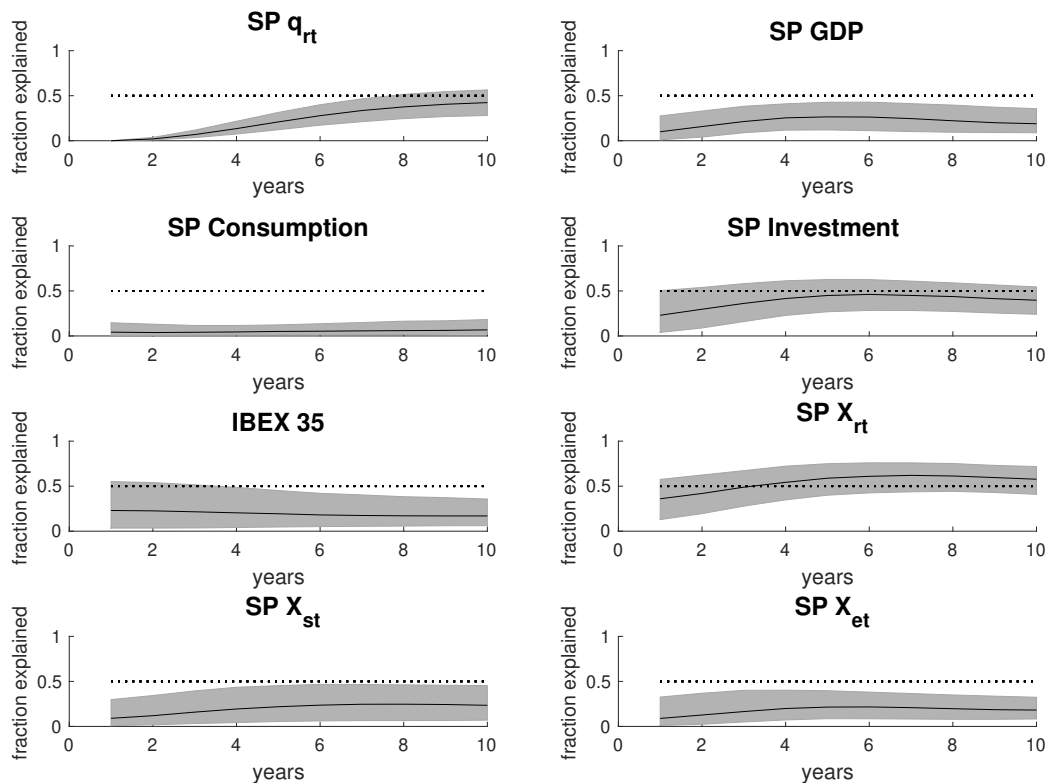 SP q_rt
fraction explained
1
0.5
0
0 2 4 6 8 10
years
SP GDP
fraction explained
1
0.5
0
0 2 4 6 8 10
years
SP Consumption
fraction explained
1
0.5
0
0 2 4 6 8 10
years
SP Investment
fraction explained
1
0.5
0
0 2 4 6 8 10
years
IBEX 35
fraction explained
1
0.5
0
0 2 4 6 8 10
years
SP X_rt
fraction explained
1
0.5
0
0 2 4 6 8 10
years
SP X_st
fraction explained
1
0.5
0
0 2 4 6 8 10
years
SP X_et
fraction explained
1
0.5
0
0 2 4 6 8 10
years